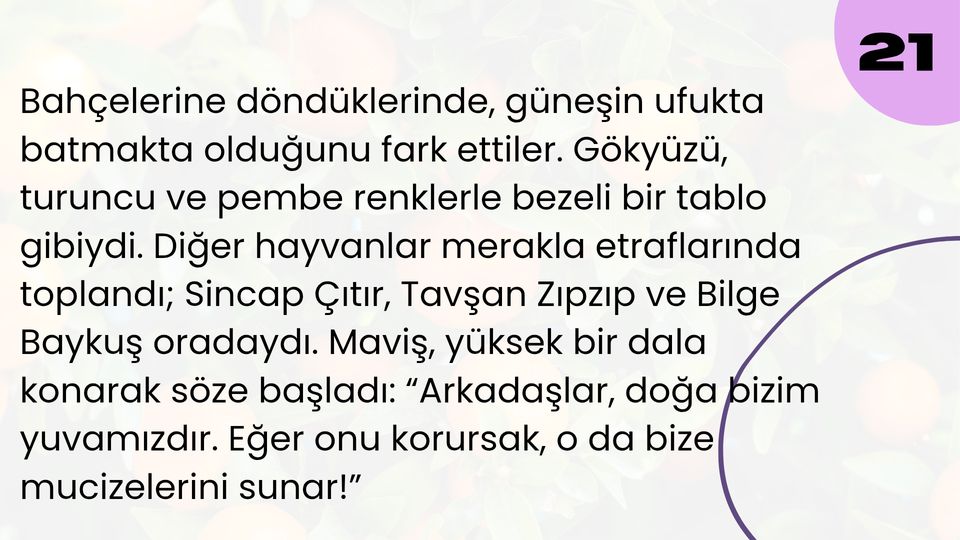 21
Bahçelerine döndüklerinde, güneşin ufukta
batmakta olduğunu fark ettiler. Gökyüzü,
turuncu ve pembe renklerle bezeli bir tablo
gibiydi. Diğer hayvanlar merakla etraflarında
toplandı; Sincap Çıtır, Tavşan Zıpzıp ve Bilge
Baykuş oradaydı. Maviş, yüksek bir dala
konarak söze başladı: “Arkadaşlar, doğa bizim
yuvamızdır. Eğer onu korursak, o da bize
mucizelerini sunar!”